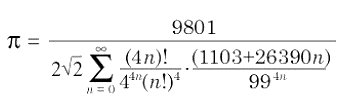 π = 9801 / (2√2 ∑_{n=0}^{∞} (4n)! / (4^{4n}(n!)^4) · (1103+26390n) / 99^{4n})